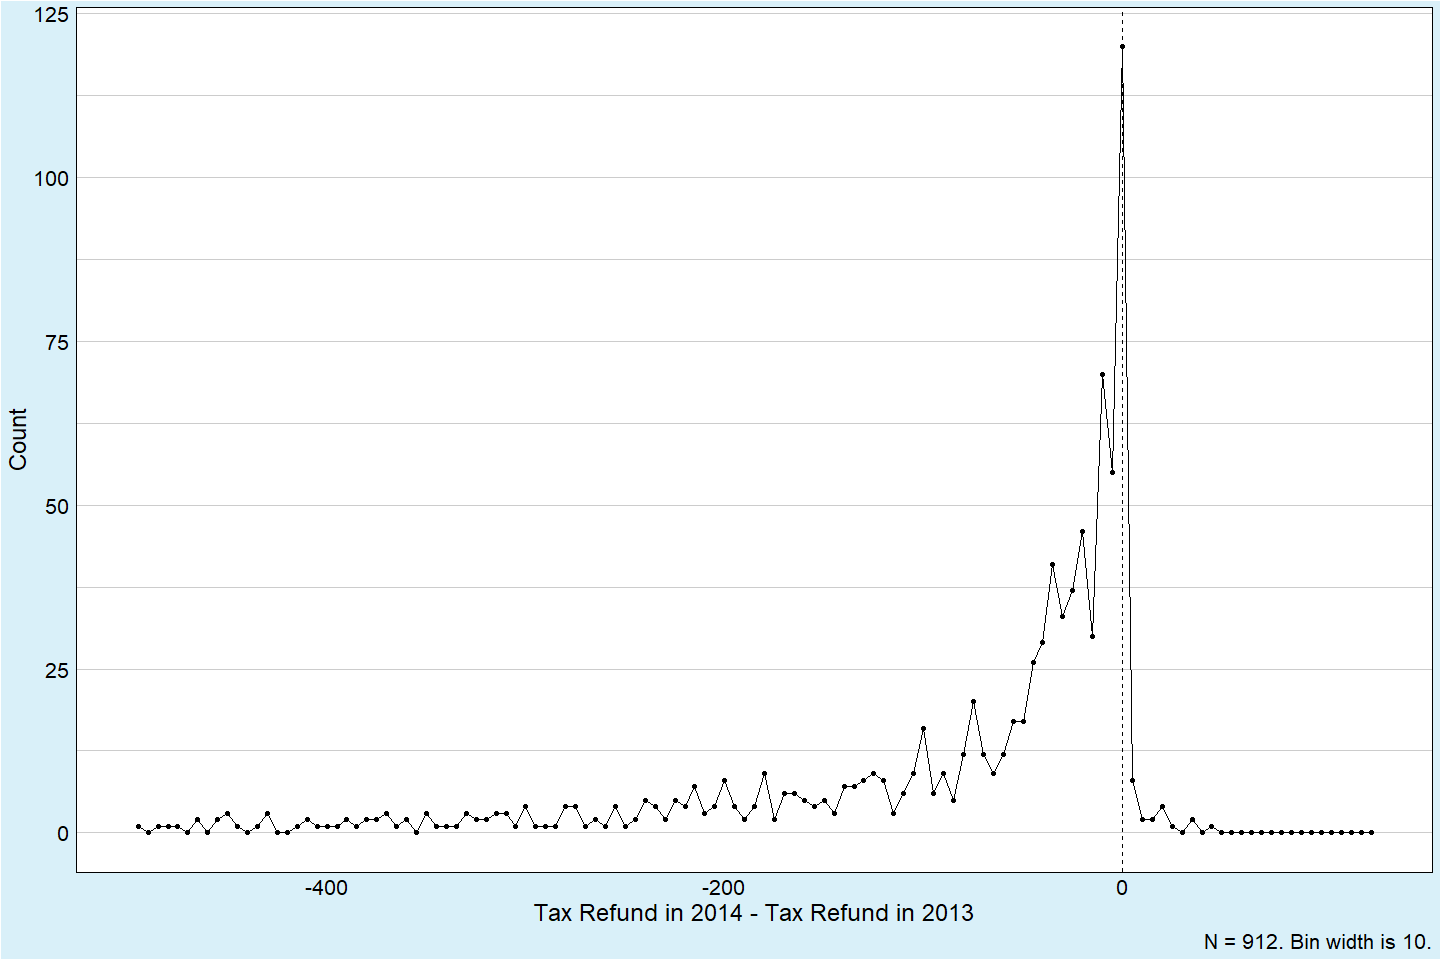 125
100
75
50
25
0
Count
-400 -200 0
Tax Refund in 2014 - Tax Refund in 2013
N = 912. Bin width is 10.